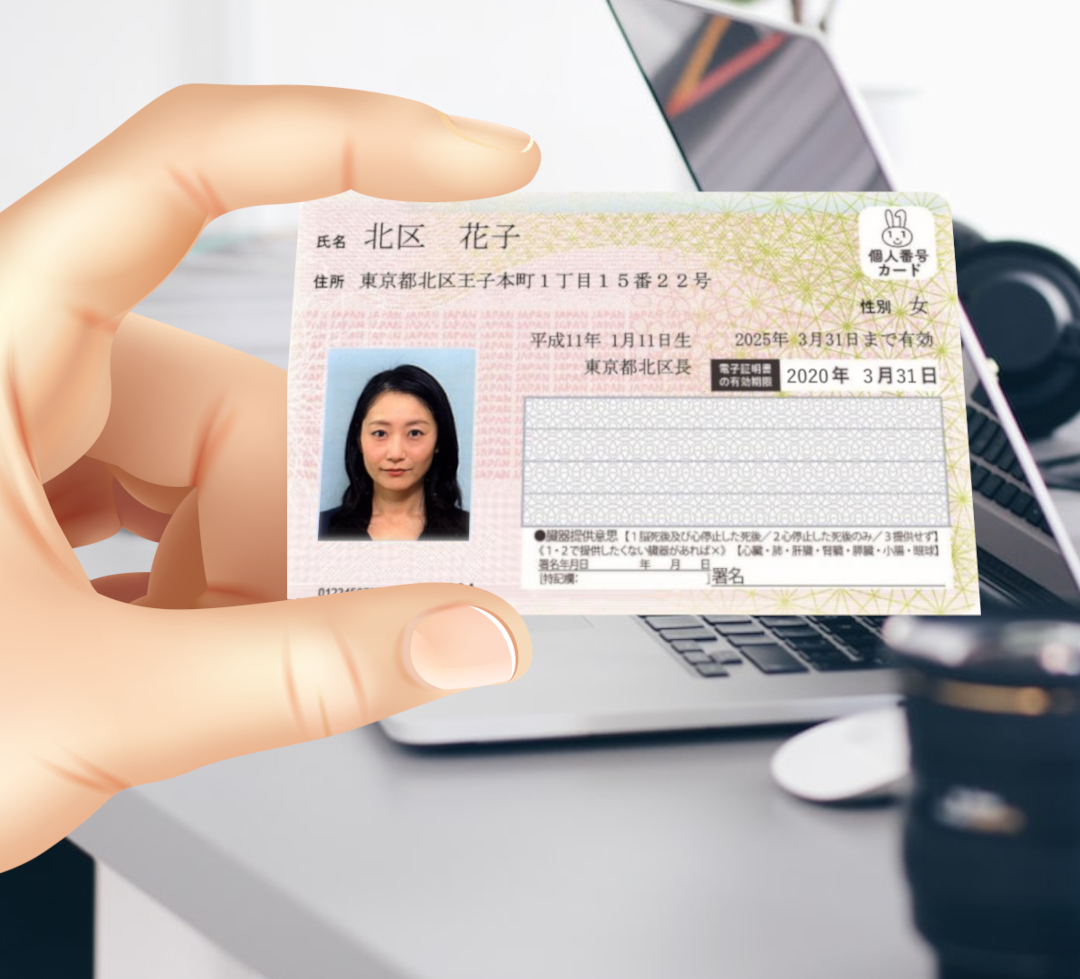 氏名 北区 花子
個人番号
カード
住所 東京都北区王子本町1丁目15番22号
性別 女
平成11年 1月11日生 2025年 3月31日まで有効
東京都北区長 電子証明書の有効期限 2020年 3月31日
●臓器提供意思【1脳死後及び心停止した死後／2心停止した死後のみ／3提供せず】
《1・2で提供したくない臓器があれば×》【心臓・肺・肝臓・腎臓・膵臓・小腸・眼球】
署名年月日 年 月 日
[特記欄: ] 署名